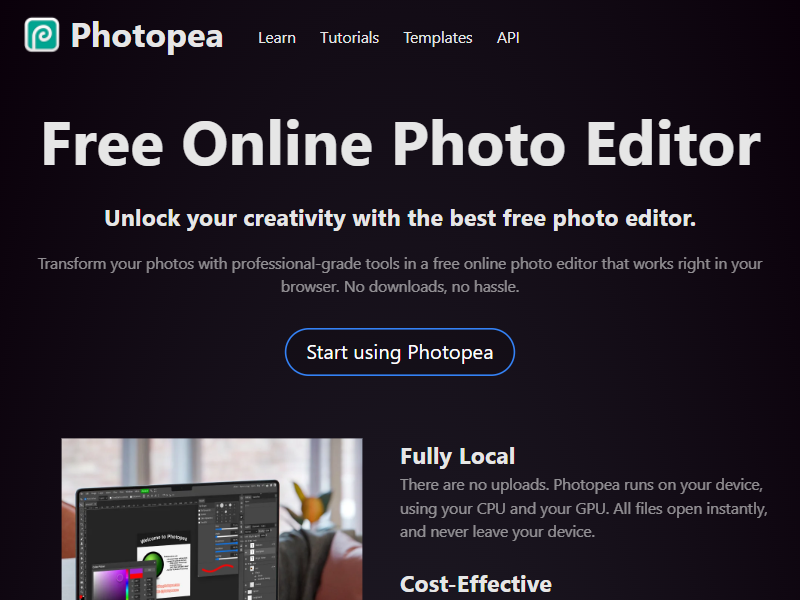 Photopea
Learn
Tutorials
Templates
API
Free Online Photo Editor
Unlock your creativity with the best free photo editor.
Transform your photos with professional-grade tools in a free online photo editor that works right in your
browser. No downloads, no hassle.
Start using Photopea
Welcome to Photopea
Fully Local
There are no uploads. Photopea runs on your device,
using your CPU and your GPU. All files open instantly,
and never leave your device.
Cost-Effective